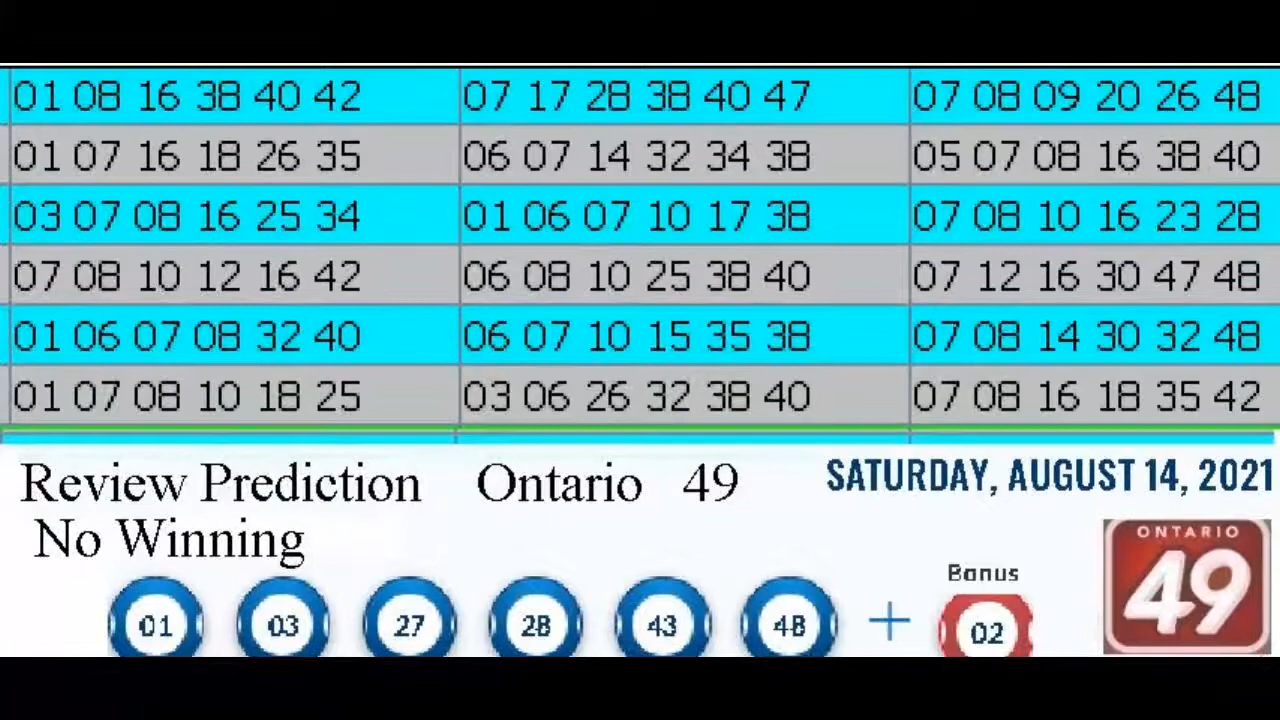 01 08 16 38 40 42 07 17 28 38 40 47 07 08 09 20 26 48
01 07 16 18 26 35 06 07 14 32 34 38 05 07 08 16 38 40
03 07 08 16 25 34 01 06 07 10 17 38 07 08 10 16 23 28
07 08 10 12 16 42 06 08 10 25 38 40 07 12 16 30 47 48
01 06 07 08 32 40 06 07 10 15 35 38 07 08 14 30 32 48
01 07 08 10 18 25 03 06 26 32 38 40 07 08 16 18 35 42
Review Prediction Ontario 49 SATURDAY, AUGUST 14, 2021
No Winning
ONTARIO
49
Bonus
01 03 27 28 43 48 + 02